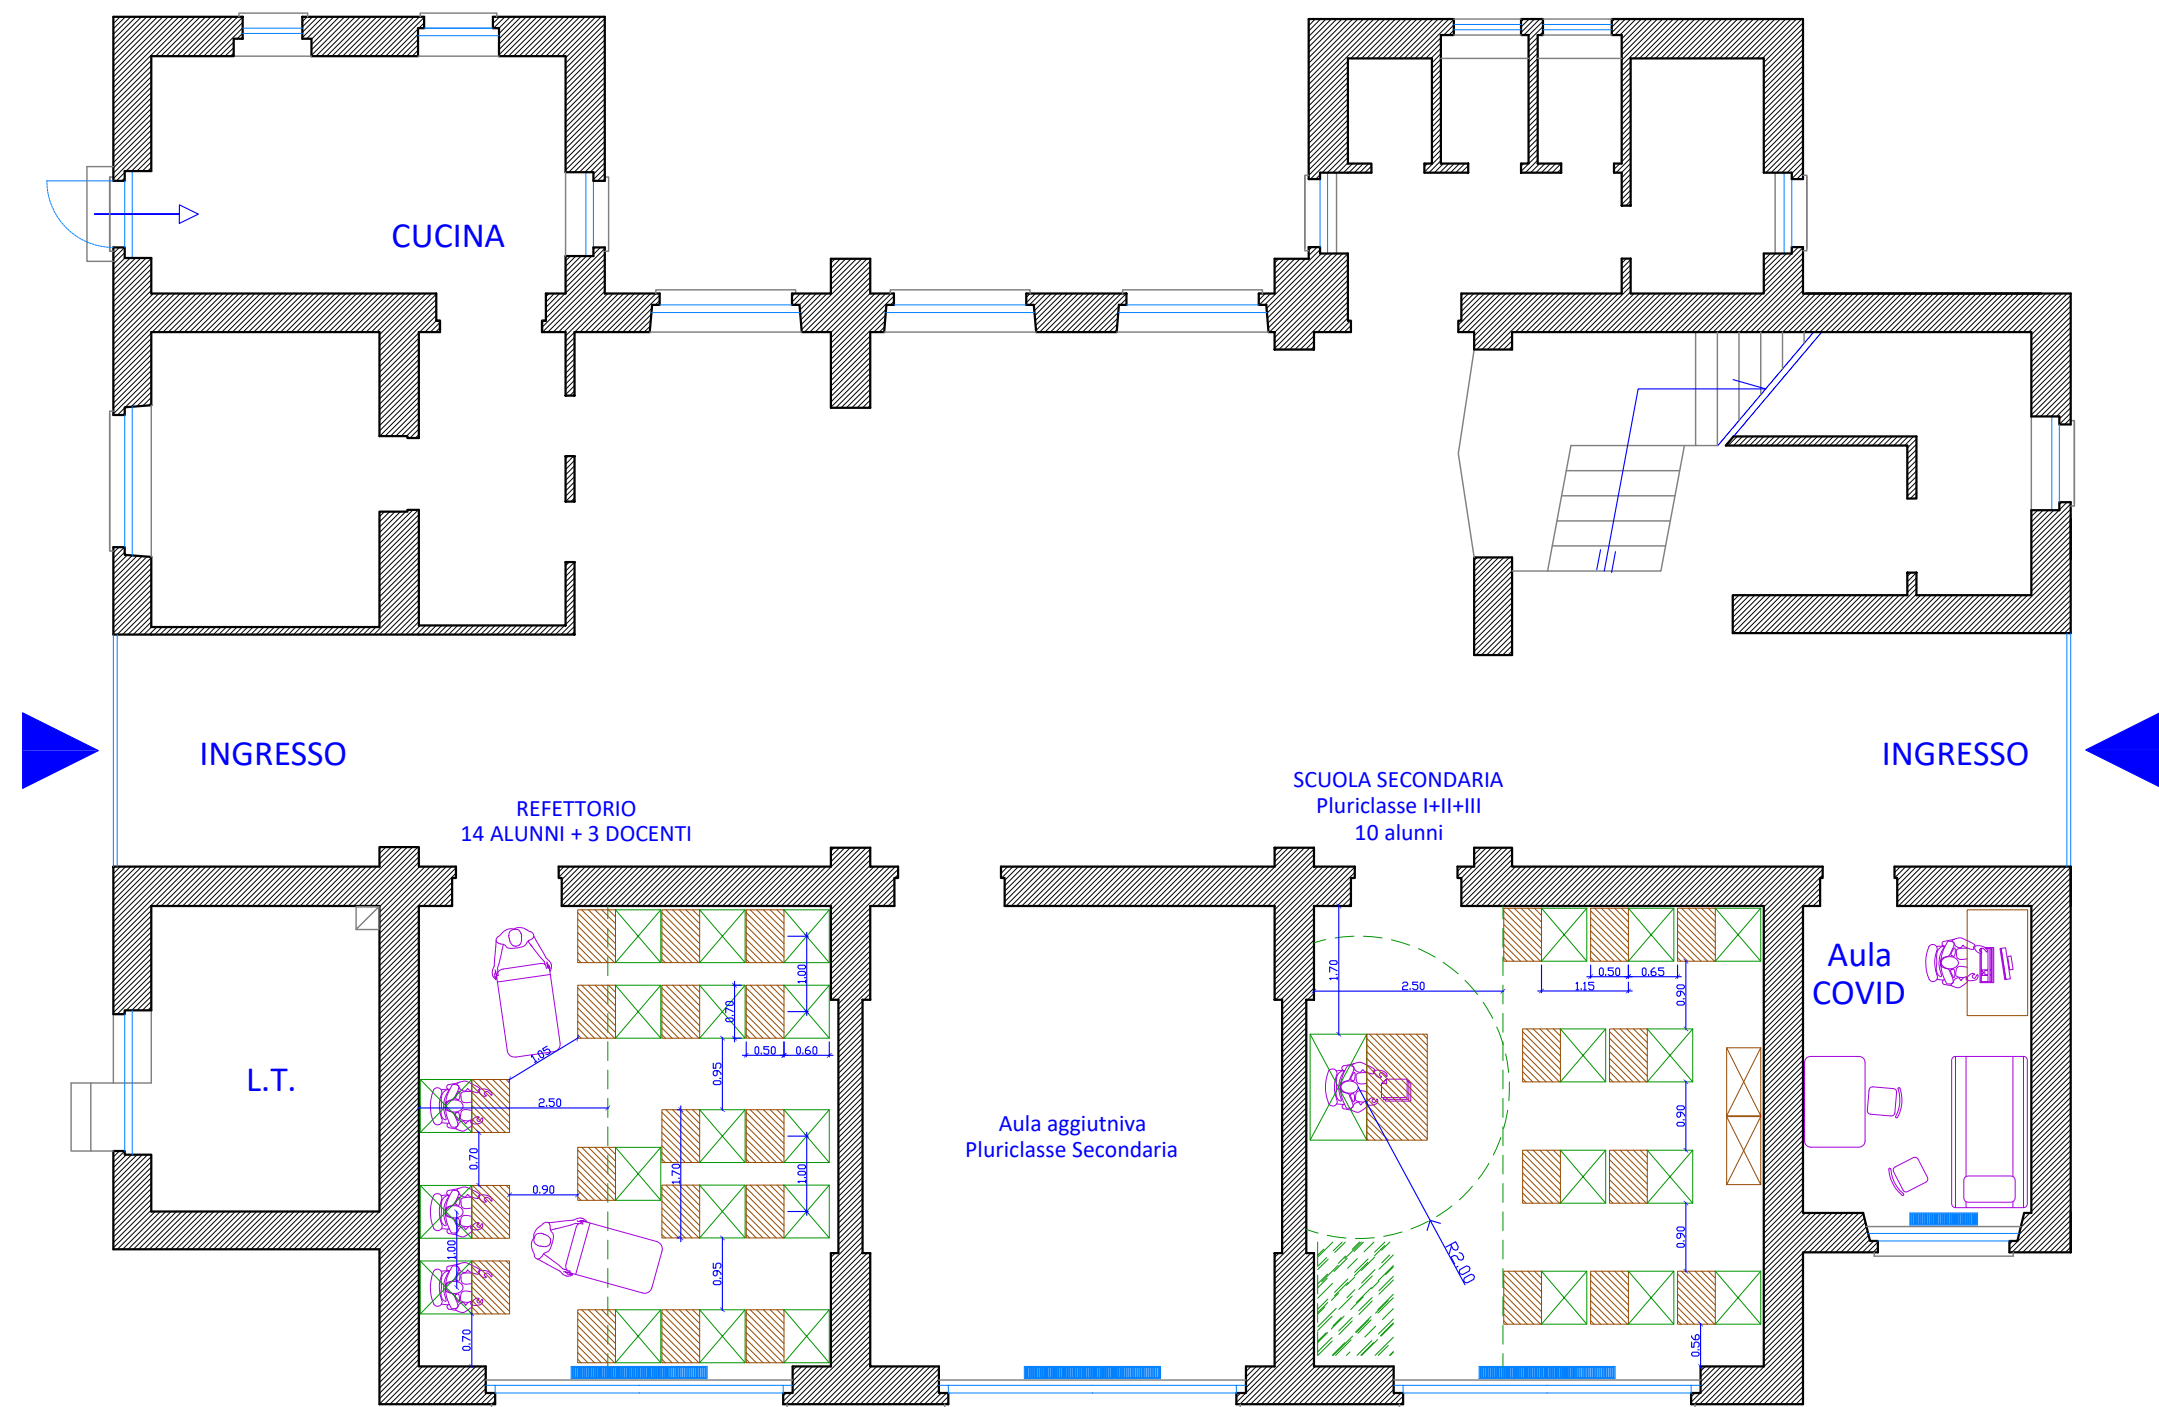 CUCINA
INGRESSO
INGRESSO
REFETTORIO
14 ALUNNI + 3 DOCENTI
SCUOLA SECONDARIA
Pluriclasse I+II+III
10 alunni
L.T.
1.00
0.70
0.50
0.60
1.05
0.95
2.50
0.70
0.90
1.70
1.00
1.00
0.95
0.70
Aula aggiutniva
Pluriclasse Secondaria
1.70
2.50
0.50
0.65
1.15
0.90
0.90
0.90
R2.00
0.56
Aula
COVID